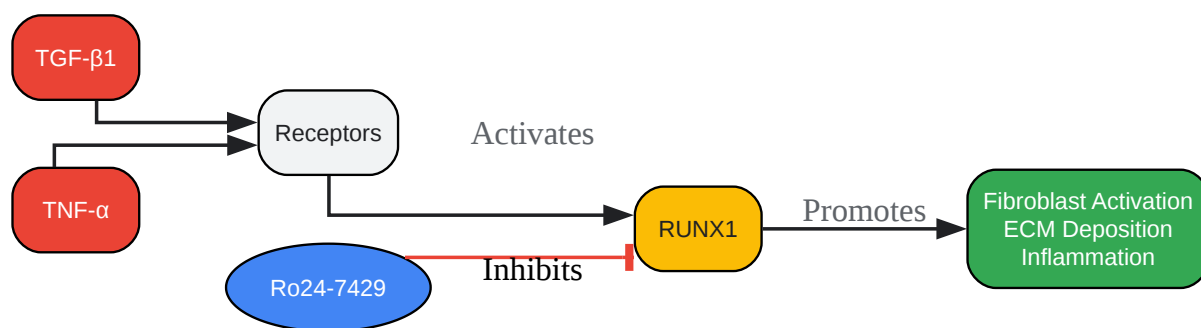 TGF-β1
Receptors
Activates
TNF-α
RUNX1
Promotes
Fibroblast Activation
ECM Deposition
Inflammation
Inhibits
Ro24-7429